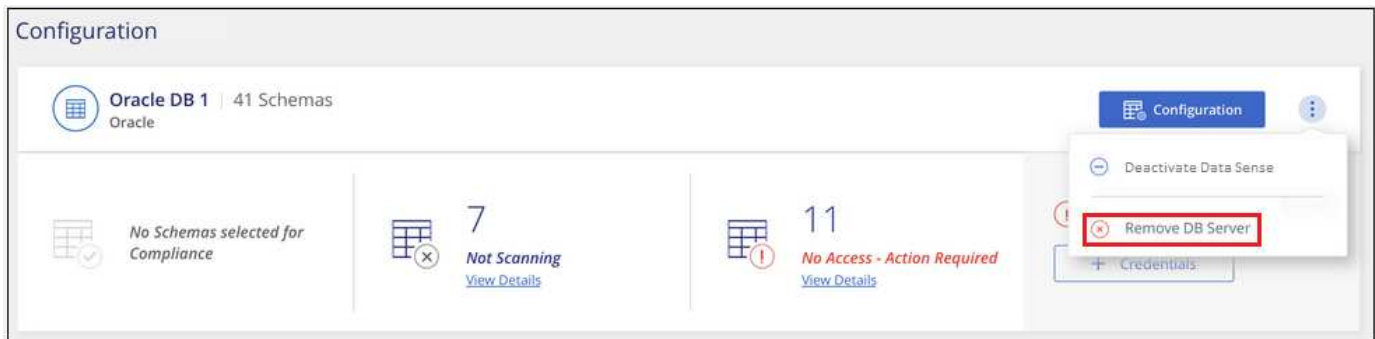 Configuration
Oracle DB 1 | 41 Schemas
Oracle
Configuration
Deactivate Data Sense
Remove DB Server
No Schemas selected for
Compliance
7
Not Scanning
View Details
11
No Access - Action Required
View Details
+ Credentials